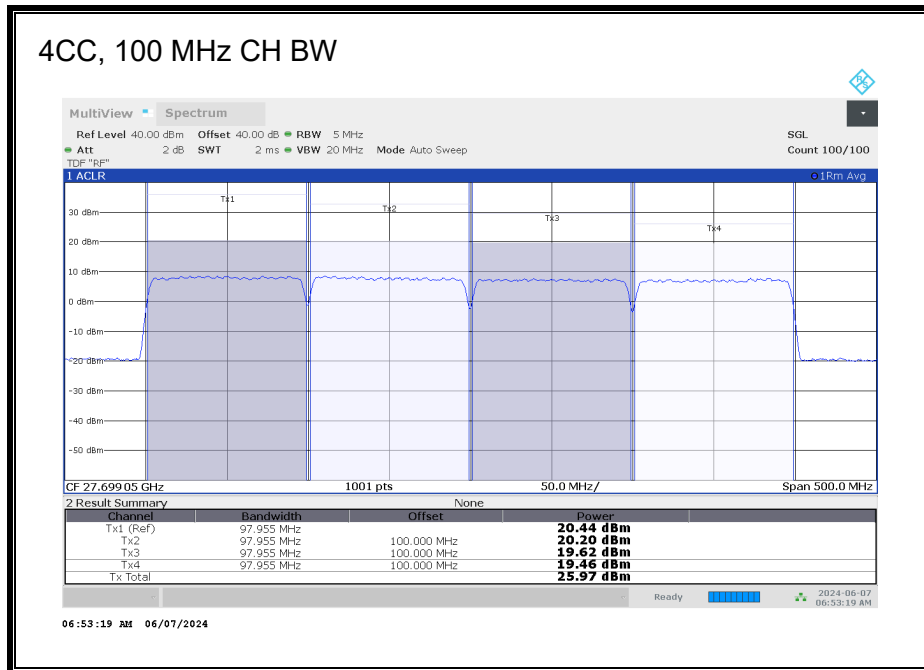 4CC, 100 MHz CH BW
R S
MultiView Spectrum
Ref Level 40.00 dBm Offset 40.00 dB RBW 5 MHz SGL
Att 2 dB SWT 2 ms VBW 20 MHz Mode Auto Sweep Count 100/100
TDF "RF"
1 ACLR 1Rm Avg
Tx1
Tx2
Tx3
Tx4
30 dBm
20 dBm
10 dBm
0 dBm
-10 dBm
-20 dBm
-30 dBm
-40 dBm
-50 dBm
CF 27.69905 GHz 1001 pts 50.0 MHz/ Span 500.0 MHz
2 Result Summary None
Channel Bandwidth Offset Power
Tx1 (Ref) 97.955 MHz 20.44 dBm
Tx2 97.955 MHz 100.000 MHz 20.20 dBm
Tx3 97.955 MHz 100.000 MHz 19.62 dBm
Tx4 97.955 MHz 100.000 MHz 19.46 dBm
Tx Total 25.97 dBm
Ready 2024-06-07
06:53:19 AM
06:53:19 AM 06/07/2024